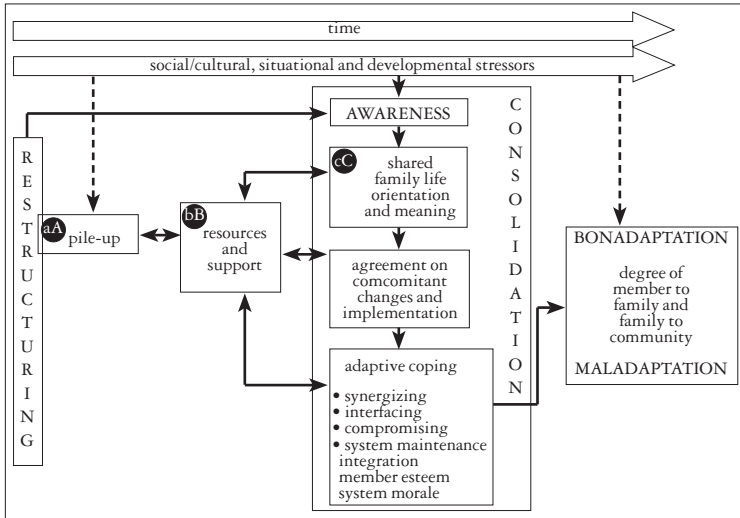 time
social/cultural, situational and developmental stressors
RESTRUCTURING
aA
pile-up
bB
resources
and
support
CONSOLIDATION
AWARENESS
cC
shared
family life
orientation
and meaning
agreement on
comcomitant
changes and
implementation
adaptive coping
• synergizing
• interfacing
• compromising
• system maintenance
integration
member esteem
system morale
BONADAPTATION
degree of
member to
family and
family to
community
MALADAPTATION